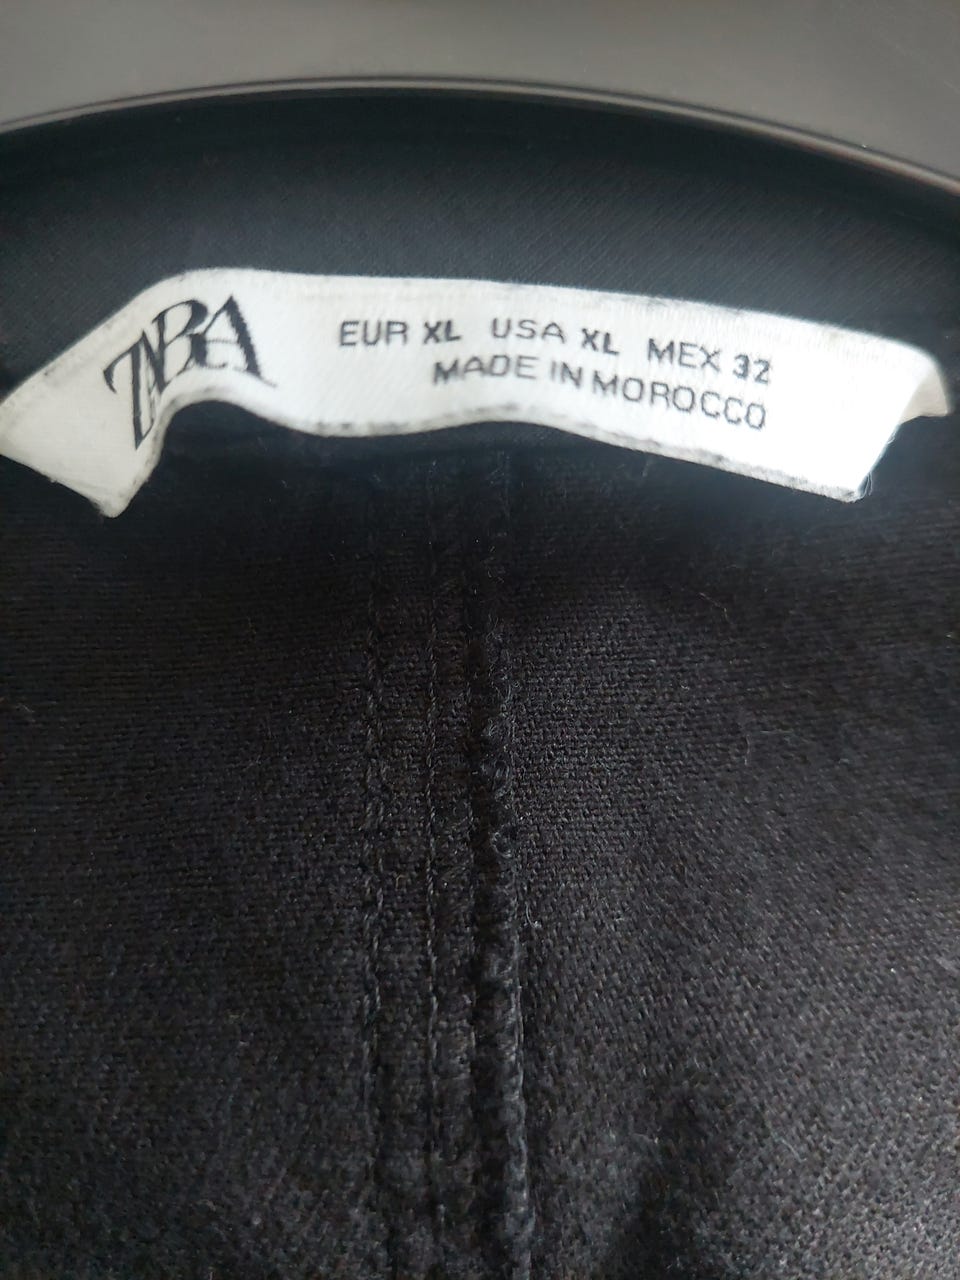 ZARA
EUR XL USA XL MEX 32
MADE IN MOROCCO